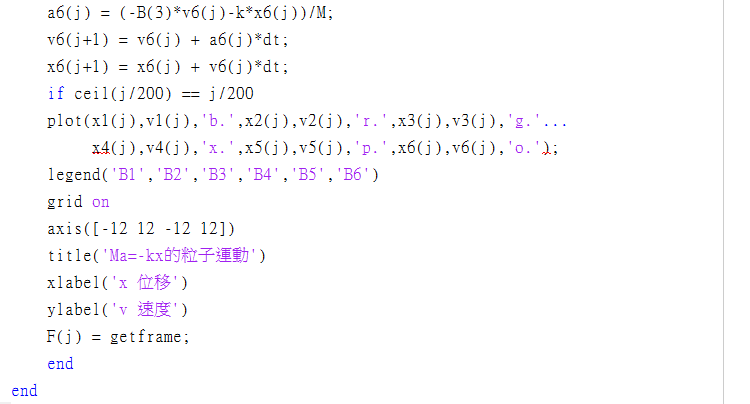 a6(j) = (-B(3)*v6(j)-k*x6(j))/M;
v6(j+1) = v6(j) + a6(j)*dt;
x6(j+1) = x6(j) + v6(j)*dt;
if ceil(j/200) == j/200
plot(x1(j),v1(j),'b.',x2(j),v2(j),'r.',x3(j),v3(j),'g.'...
x4(j),v4(j),'x.',x5(j),v5(j),'p.',x6(j),v6(j),'o.');
legend('B1','B2','B3','B4','B5','B6')
grid on
axis([-12 12 -12 12])
title('Ma=-kx的粒子運動')
xlabel('x 位移')
ylabel('v 速度')
F(j) = getframe;
end
end